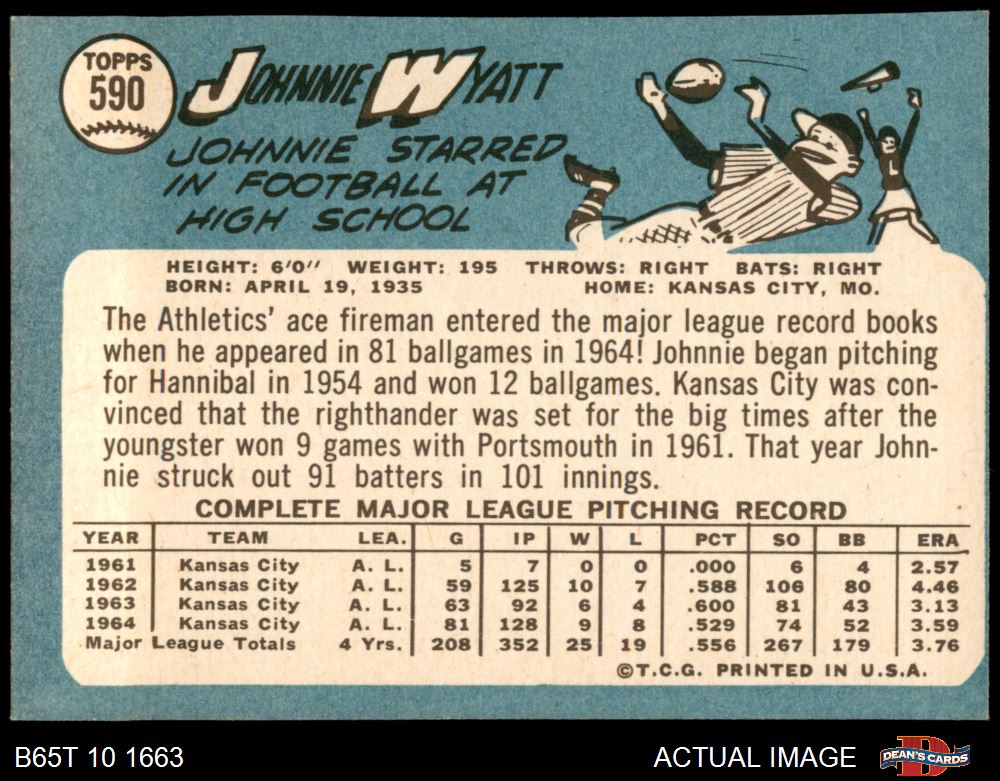 TOPPS
590
JOHNNIE WYATT
JOHNNIE STARRED
IN FOOTBALL AT
HIGH SCHOOL
L
HEIGHT: 6'0" WEIGHT: 195 THROWS: RIGHT BATS: RIGHT
BORN: APRIL 19, 1935 HOME: KANSAS CITY, MO.
The Athletics' ace fireman entered the major league record books
when he appeared in 81 ballgames in 1964! Johnnie began pitching
for Hannibal in 1954 and won 12 ballgames. Kansas City was con-
vinced that the righthander was set for the big times after the
youngster won 9 games with Portsmouth in 1961. That year John-
nie struck out 91 batters in 101 innings.
COMPLETE MAJOR LEAGUE PITCHING RECORD
YEAR TEAM LEA. G IP W L PCT SO BB ERA
1961 Kansas City A. L. 5 7 0 0 .000 6 4 2.57
1962 Kansas City A. L. 59 125 10 7 .588 106 80 4.46
1963 Kansas City A. L. 63 92 6 4 .600 81 43 3.13
1964 Kansas City A. L. 81 128 9 8 .529 74 52 3.59
Major League Totals 4 Yrs. 208 352 25 19 .556 267 179 3.76
©T.C.G. PRINTED IN U.S.A.
B65T 10 1663 ACTUAL IMAGE DEAN'S CARDS